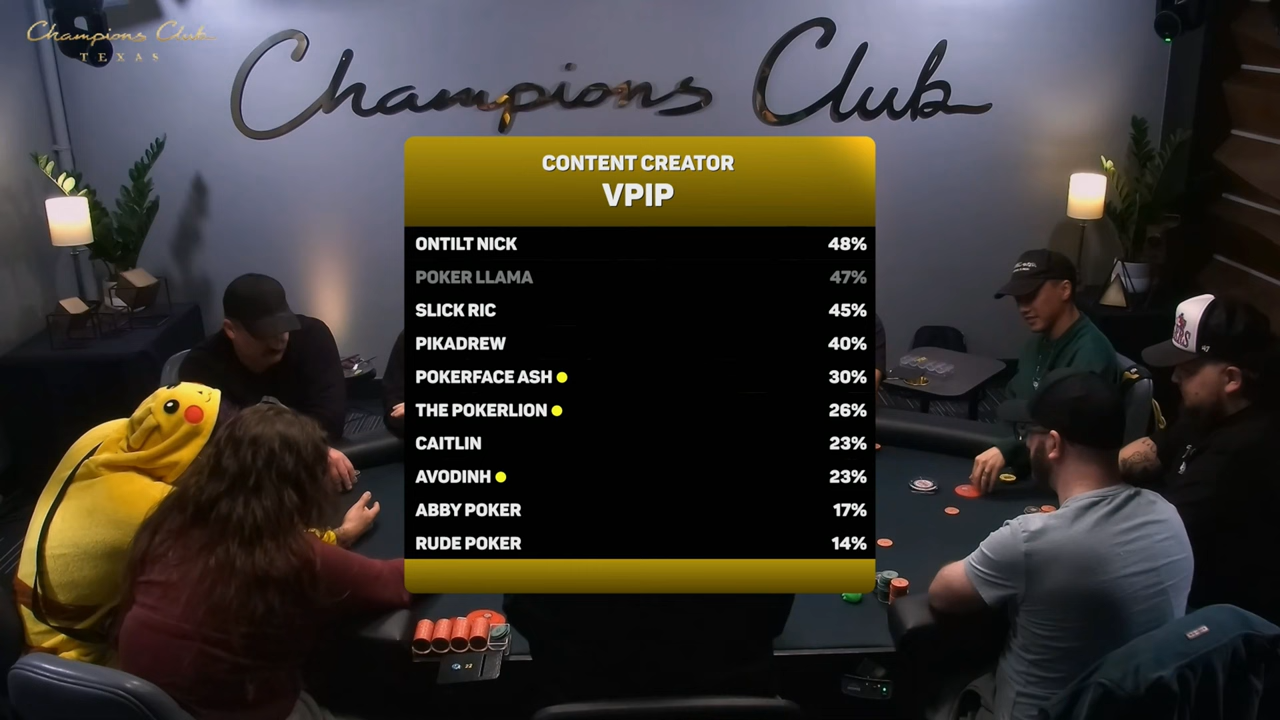 Champions Club
TEXAS
Champions Club
CONTENT CREATOR
VPIP
ONTILT NICK 48%
POKER LLAMA 47%
SLICK RIC 45%
PIKADREW 40%
POKERFACE ASH 30%
THE POKERLION 26%
CAITLIN 23%
AVODINH 23%
ABBY POKER 17%
RUDE POKER 14%